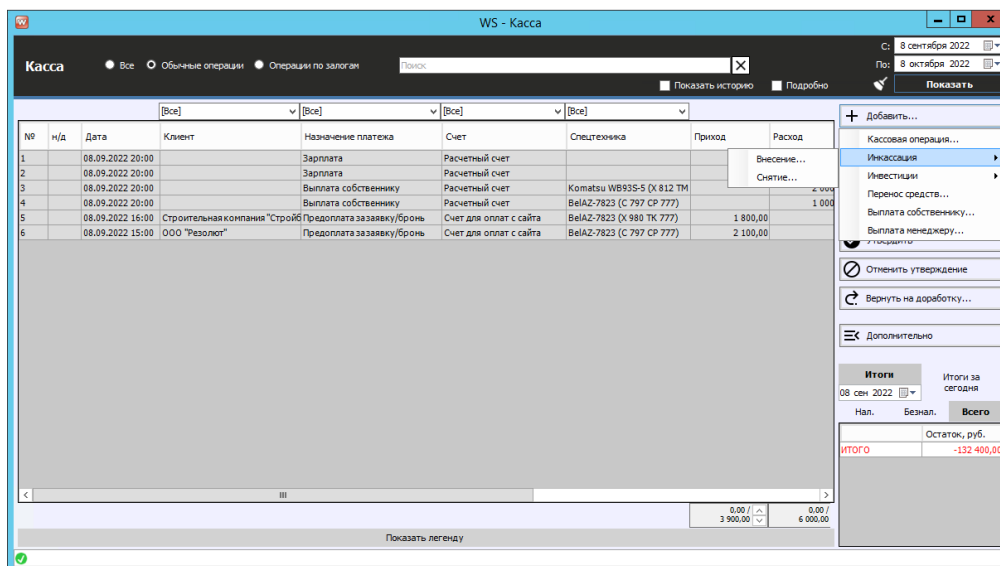 WS - Касса
Касса
Все Обычные операции Операции по залогам
Поиск
Показать историю Подробно
С: 8 сентября 2022
По: 8 октября 2022
Показать
[Все] [Все] [Все] [Все]
№ н/д Дата Клиент Назначение платежа Счет Спецтехника Приход Расход
1 08.09.2022 20:00 Зарплата Расчетный счет
2 08.09.2022 20:00 Зарплата Расчетный счет
3 08.09.2022 20:00 Выплата собственнику Расчетный счет Komatsu WB93S-5 (X 812 TM 2 000
4 08.09.2022 20:00 Выплата собственнику Расчетный счет BelAZ-7823 (C 797 CP 777) 1 000
5 08.09.2022 16:00 Строительная компания "Стройб Предоплата за заявку/бронь Счет для оплат с сайта BelAZ-7823 (X 980 TK 777) 1 800,00
6 08.09.2022 15:00 ООО "Резолют" Предоплата за заявку/бронь Счет для оплат с сайта BelAZ-7823 (C 797 CP 777) 2 100,00
Внесение...
Снятие...
Добавить...
Кассовая операция...
Инкассация
Инвестиции
Перенос средств...
Выплата собственнику...
Выплата менеджеру...
Утвердить
Отменить утверждение
Вернуть на доработку...
Дополнительно
Итоги
Итоги за
сегодня
08 сен 2022
Нал. Безнал. Всего
Остаток, руб.
ИТОГО -132 400,00
0,00 / 0,00 /
3 900,00 6 000,00
Показать легенду